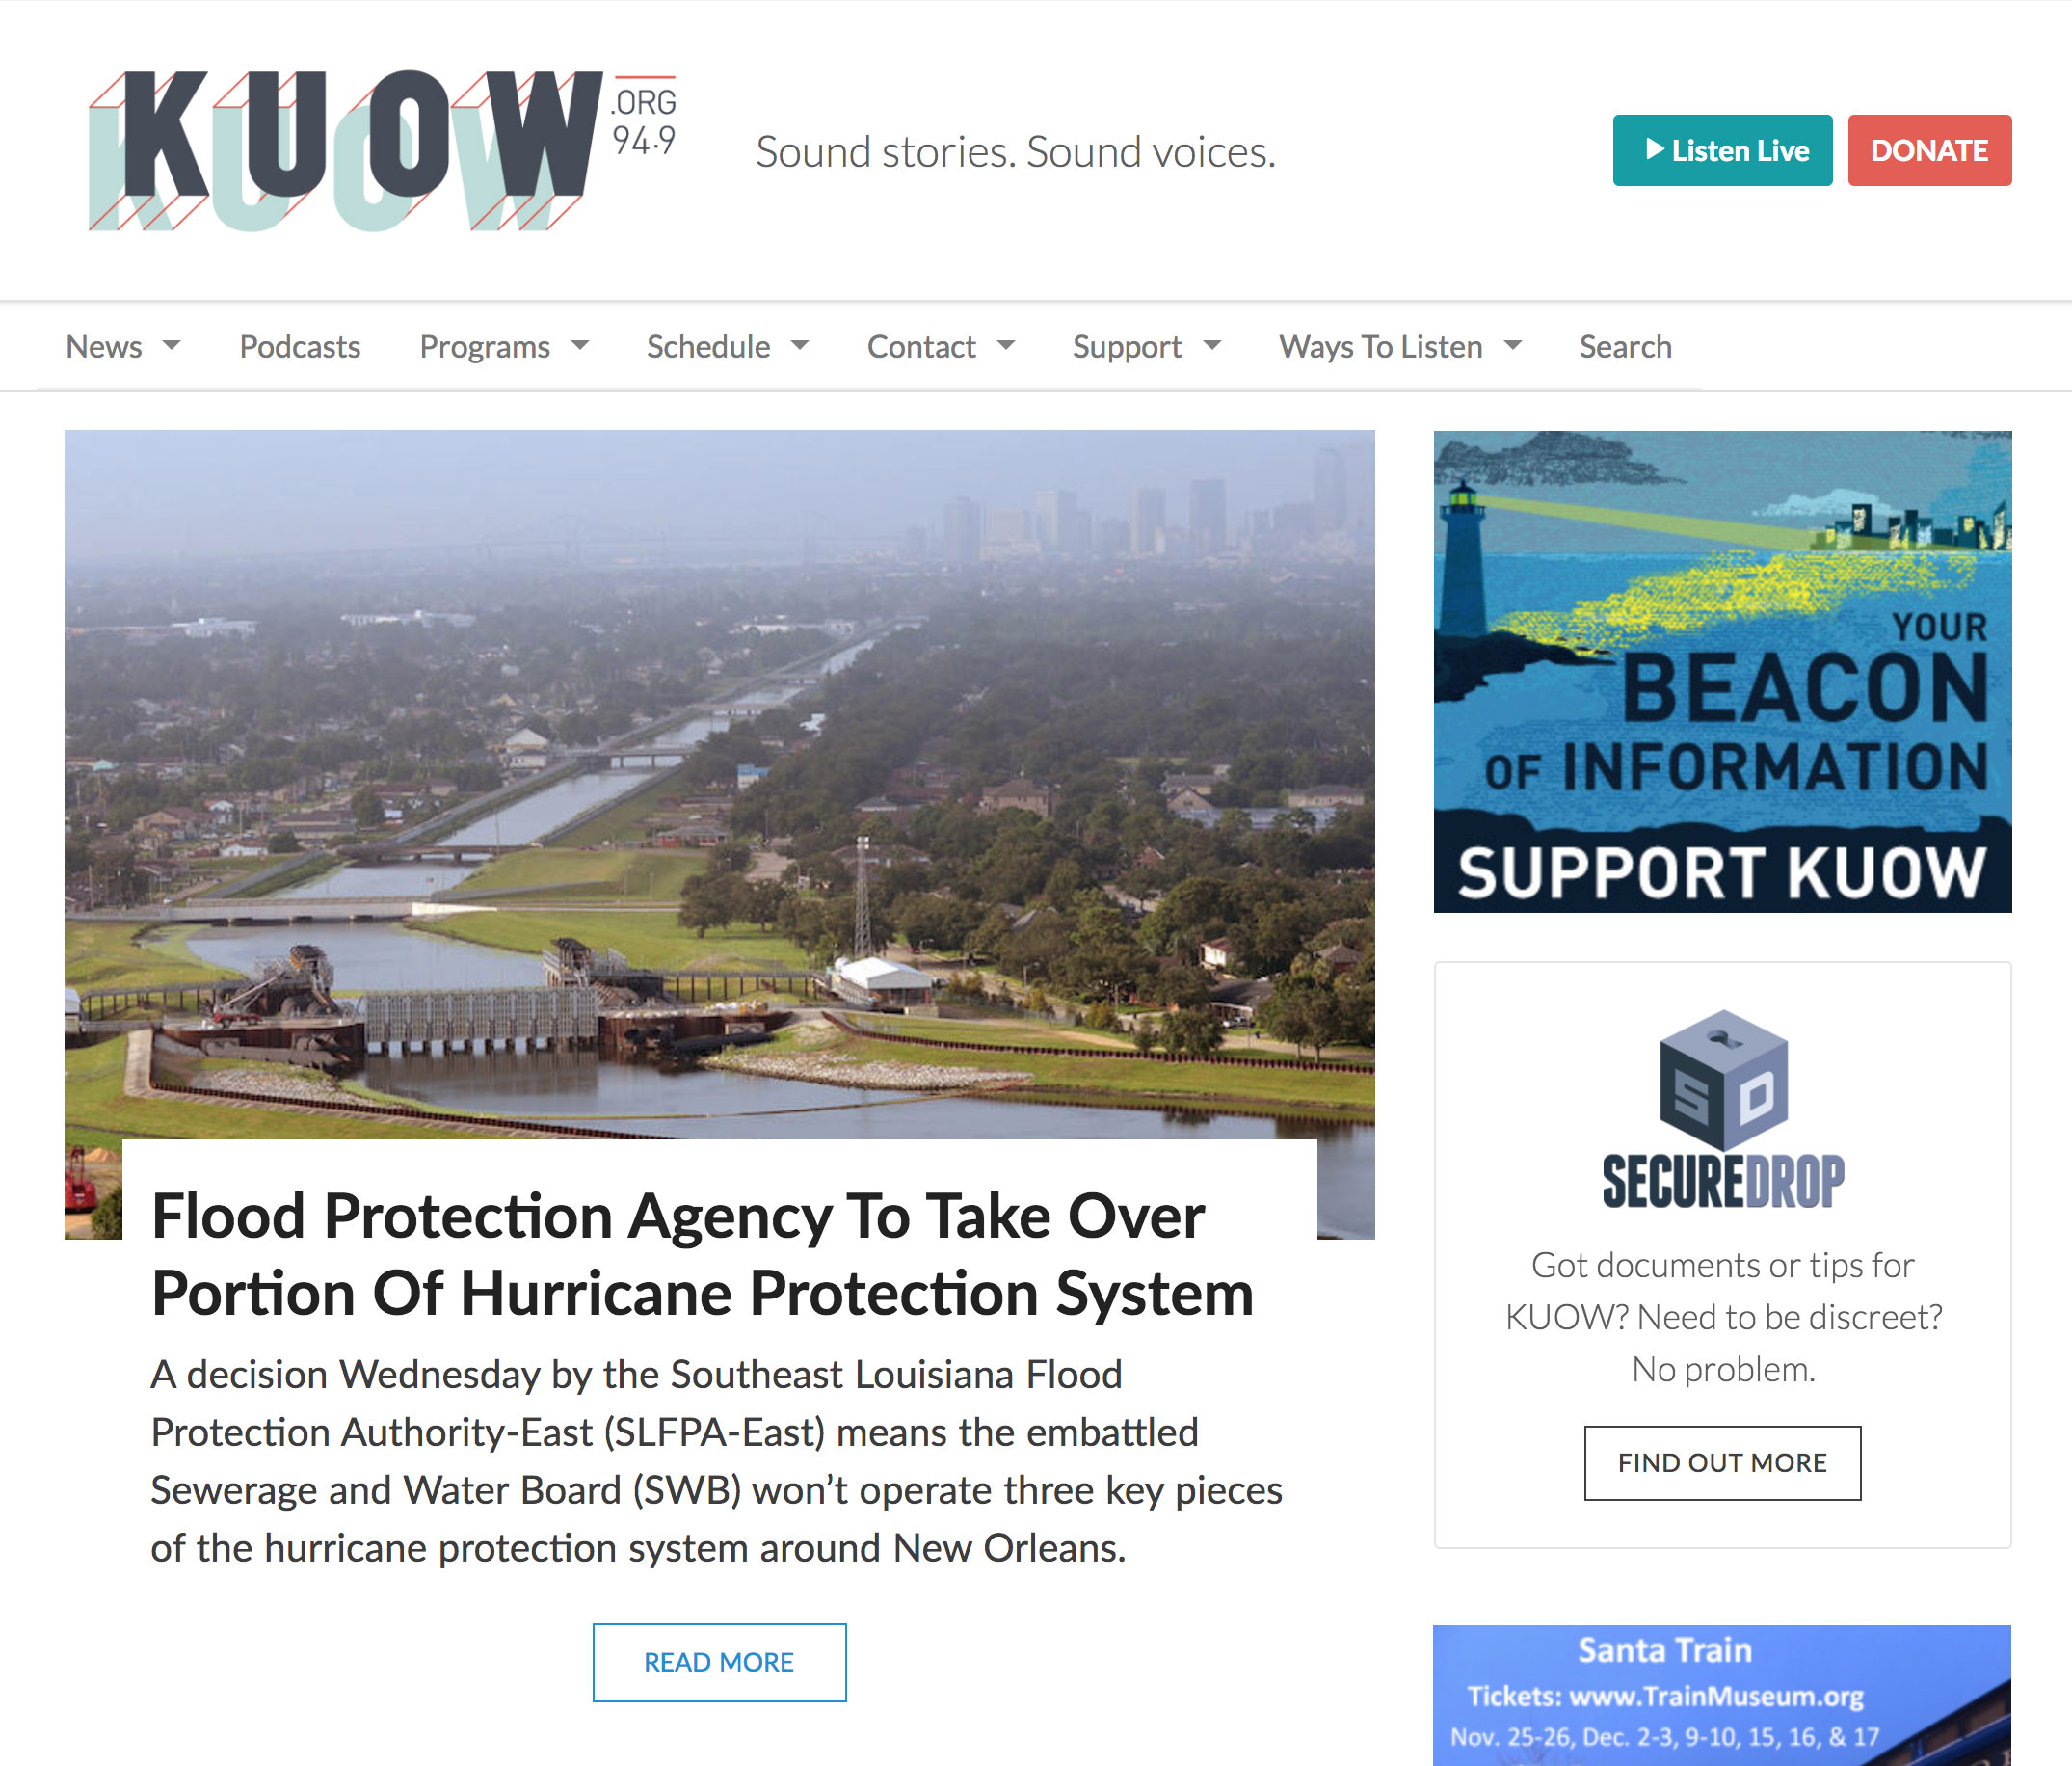 KUOW
.ORG
94.9
Sound stories. Sound voices.
Listen Live
DONATE
News
Podcasts
Programs
Schedule
Contact
Support
Ways To Listen
Search
Flood Protection Agency To Take Over
Portion Of Hurricane Protection System
A decision Wednesday by the Southeast Louisiana Flood
Protection Authority-East (SLFPA-East) means the embattled
Sewerage and Water Board (SWB) won’t operate three key pieces
of the hurricane protection system around New Orleans.
READ MORE
YOUR
BEACON
OF INFORMATION
SUPPORT KUOW
SD
SECUREDROP
Got documents or tips for
KUOW? Need to be discreet?
No problem.
FIND OUT MORE
Santa Train
Tickets: www.TrainMuseum.org
Nov. 25-26, Dec. 2-3, 9-10, 15, 16, & 17